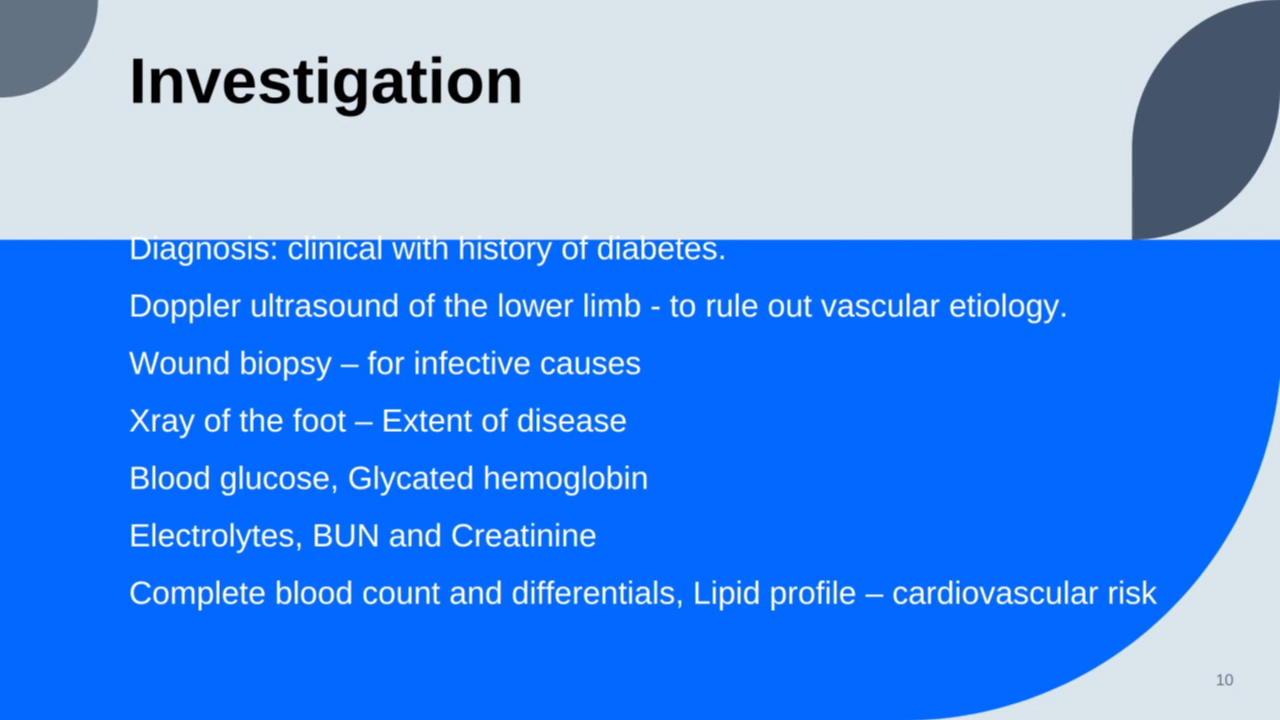 Investigation
Diagnosis: clinical with history of diabetes.
Doppler ultrasound of the lower limb - to rule out vascular etiology.
Wound biopsy – for infective causes
Xray of the foot – Extent of disease
Blood glucose, Glycated hemoglobin
Electrolytes, BUN and Creatinine
Complete blood count and differentials, Lipid profile – cardiovascular risk
10